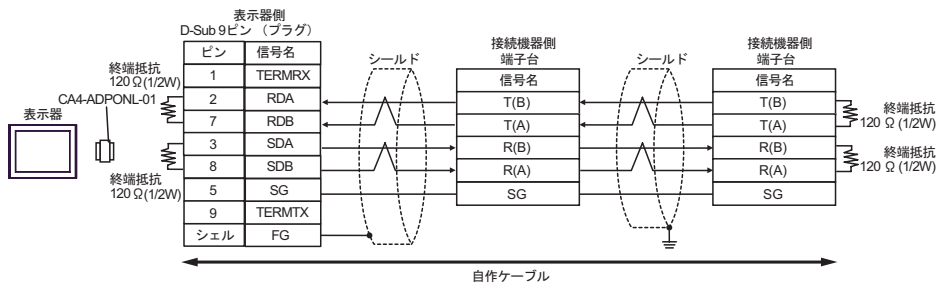 表示器側
D-Sub 9ピン (プラグ)
ピン 信号名
1 TERMRX
2 RDA
7 RDB
3 SDA
8 SDB
5 SG
9 TERMTX
シェル FG
終端抵抗
120 Ω(1/2W)
CA4-ADPONL-01
表示器
終端抵抗
120 Ω(1/2W)
シールド
接続機器側
端子台
信号名
T(B)
T(A)
R(B)
R(A)
SG
シールド
接続機器側
端子台
信号名
T(B)
T(A)
R(B)
R(A)
SG
終端抵抗
120 Ω (1/2W)
終端抵抗
120 Ω (1/2W)
自作ケーブル